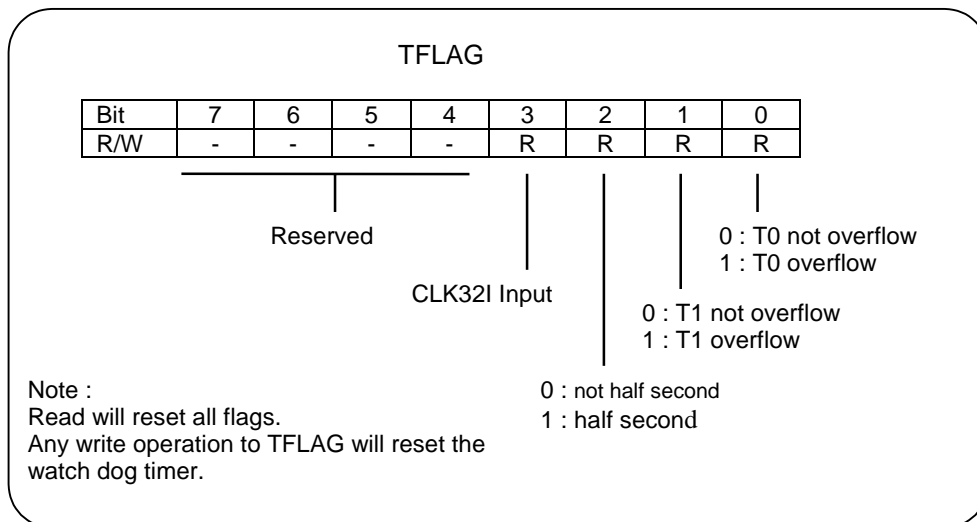 TFLAG
Bit 7 6 5 4 3 2 1 0
R/W - - - - R R R R
Reserved
0 : T0 not overflow
1 : T0 overflow
CLK32I Input
0 : T1 not overflow
1 : T1 overflow
0 : not half second
1 : half second
Note :
Read will reset all flags.
Any write operation to TFLAG will reset the
watch dog timer.